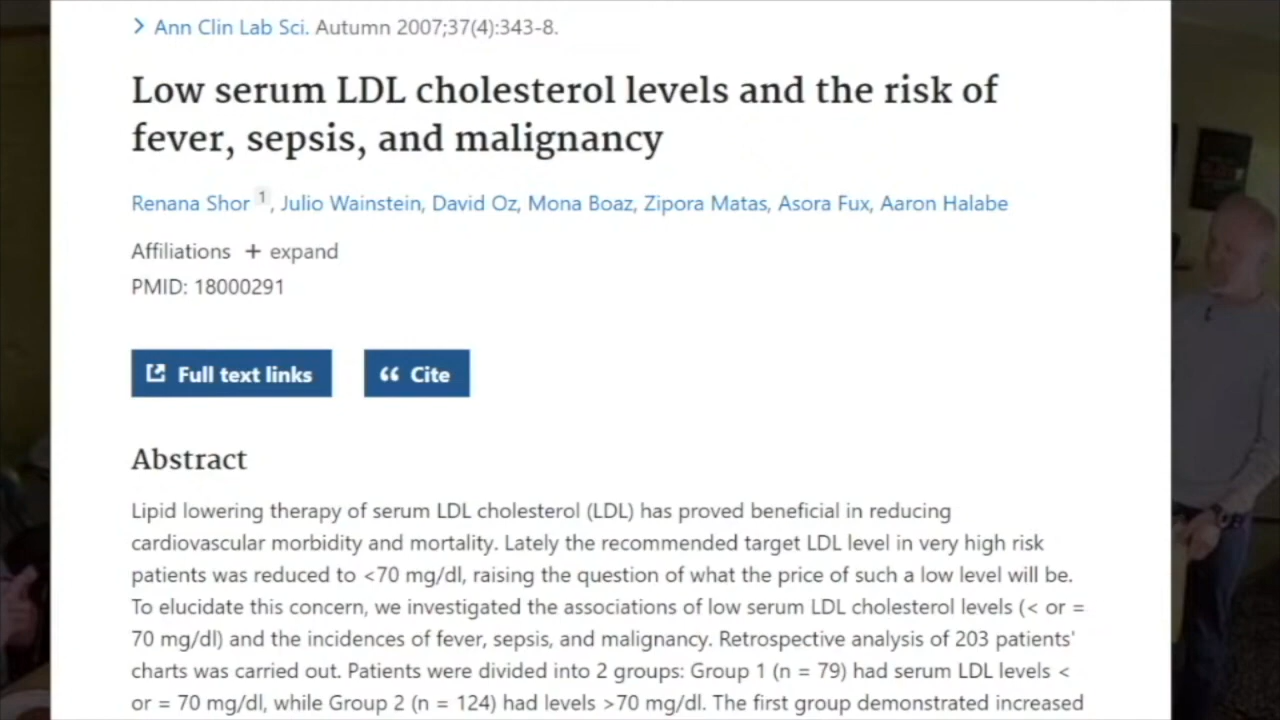 > Ann Clin Lab Sci. Autumn 2007;37(4):343-8.
Low serum LDL cholesterol levels and the risk of
fever, sepsis, and malignancy
Renana Shor 1, Julio Wainstein, David Oz, Mona Boaz, Zipora Matas, Asora Fux, Aaron Halabe
Affiliations + expand
PMID: 18000291
Full text links
Cite
Abstract
Lipid lowering therapy of serum LDL cholesterol (LDL) has proved beneficial in reducing
cardiovascular morbidity and mortality. Lately the recommended target LDL level in very high risk
patients was reduced to <70 mg/dl, raising the question of what the price of such a low level will be.
To elucidate this concern, we investigated the associations of low serum LDL cholesterol levels (< or =
70 mg/dl) and the incidences of fever, sepsis, and malignancy. Retrospective analysis of 203 patients'
charts was carried out. Patients were divided into 2 groups: Group 1 (n = 79) had serum LDL levels <
or = 70 mg/dl, while Group 2 (n = 124) had levels >70 mg/dl. The first group demonstrated increased